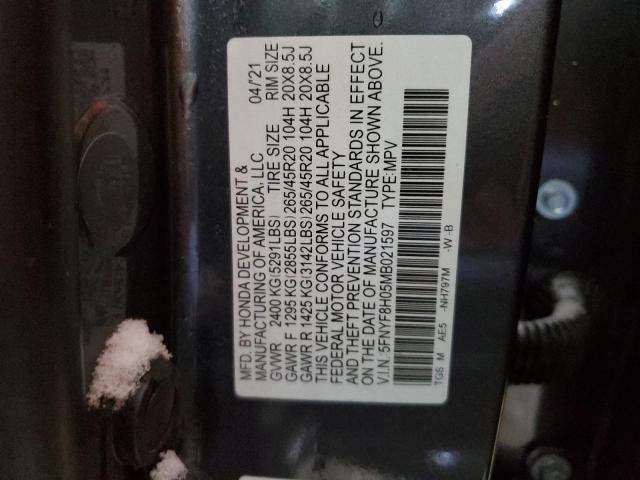 MFD. BY HONDA DEVELOPMENT &
MANUFACTURING OF AMERICA, LLC 04/'21
GVWR 2400 KG(5291LBS) TIRE SIZE RIM SIZE
GAWR F 1295 KG(2855LBS)265/45R20 104H 20X8.5J
GAWR R 1425 KG(3142LBS)265/45R20 104H 20X8.5J
THIS VEHICLE CONFORMS TO ALL APPLICABLE
FEDERAL MOTOR VEHICLE SAFETY
AND THEFT PREVENTION STANDARDS IN EFFECT
ON THE DATE OF MANUFACTURE SHOWN ABOVE.
V.I.N.:5FNYF8H05MB021597 TYPE:MPV
TGS M AE5 -NH797M -W -B